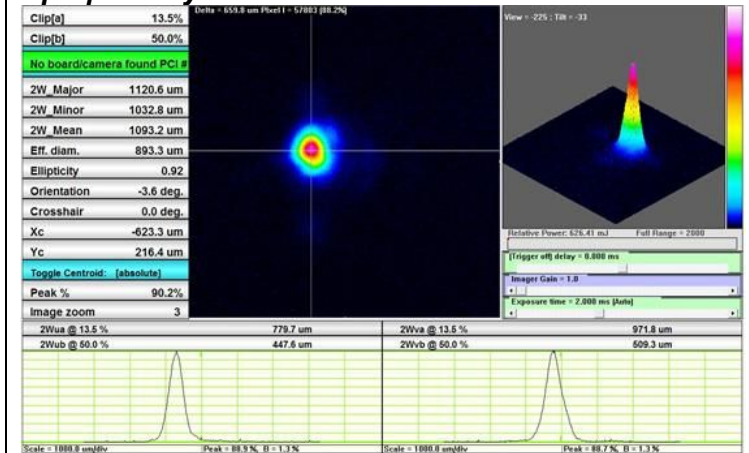 Clip[a] 13.5%
Clip[b] 50.0%
No board/camera found PCI #
2W_Major 1120.6 um
2W_Minor 1032.8 um
2W_Mean 1093.2 um
Eff. diam. 893.3 um
Ellipticity 0.92
Orientation -3.6 deg.
Crosshair 0.0 deg.
Xc -623.3 um
Yc 216.4 um
Toggle Centroid: [absolute]
Peak % 90.2%
Image zoom 3
Delta = 659.8 um Pixel I = 57803 (88.2%)
View = -225 ; Tilt = -33
Relative Power: 626.41 mJ Full Range = 2000
[Trigger off] delay = 0.000 ms
Imager Gain = 1.0
Exposure time = 2.000 ms [Auto]
2Wua @ 13.5 % 779.7 um
2Wva @ 13.5 % 971.8 um
2Wub @ 50.0 % 447.6 um
2Wvb @ 50.0 % 509.3 um
Scale = 1000.0 um/div Peak = 88.9 %, B = 1.3 %
Scale = 1000.0 um/div Peak = 88.7 %, B = 1.3 %